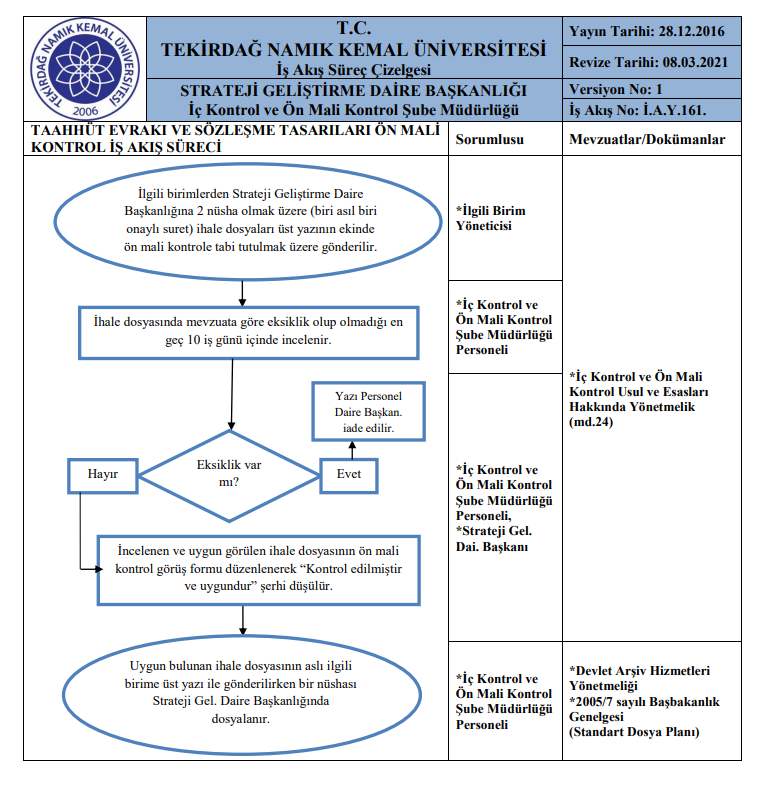 TEKİRDAĞ NAMIK KEMAL ÜNİVERSİTESİ
2006
T.C.
TEKİRDAĞ NAMIK KEMAL ÜNİVERSİTESİ
İş Akış Süreç Çizelgesi
STRATEJİ GELİŞTİRME DAİRE BAŞKANLIĞI
İç Kontrol ve Ön Mali Kontrol Şube Müdürlüğü
Yayın Tarihi: 28.12.2016
Revize Tarihi: 08.03.2021
Versiyon No: 1
İş Akış No: İ.A.Y.161.
TAAHHÜT EVRAKI VE SÖZLEŞME TASARILARI ÖN MALİ
KONTROL İŞ AKIŞ SÜRECİ
Sorumlusu
Mevzuatlar/Dokümanlar
İlgili birimlerden Strateji Geliştirme Daire
Başkanlığına 2 nüsha olmak üzere (biri asıl biri
onaylı suret) ihale dosyaları üst yazının ekinde
ön mali kontrole tabi tutulmak üzere gönderilir.
*İlgili Birim
Yöneticisi
İhale dosyasında mevzuata göre eksiklik olup olmadığı en
geç 10 iş günü içinde incelenir.
*İç Kontrol ve
Ön Mali Kontrol
Şube Müdürlüğü
Personeli
Yazı Personel
Daire Başkan.
iade edilir.
Eksiklik var
mı?
Hayır
Evet
İncelenen ve uygun görülen ihale dosyasının ön mali
kontrol görüş formu düzenlenerek “Kontrol edilmiştir
ve uygundur” şerhi düşülür.
*İç Kontrol ve
Ön Mali Kontrol
Şube Müdürlüğü
Personeli,
*Strateji Gel.
Dai. Başkanı
*İç Kontrol ve Ön Mali
Kontrol Usul ve Esasları
Hakkında Yönetmelik
(md.24)
Uygun bulunan ihale dosyasının aslı ilgili
birime üst yazı ile gönderilirken bir nüshası
Strateji Gel. Daire Başkanlığında
dosyalanır.
*İç Kontrol ve
Ön Mali Kontrol
Şube Müdürlüğü
Personeli
*Devlet Arşiv Hizmetleri
Yönetmeliği
*2005/7 sayılı Başbakanlık
Genelgesi
(Standart Dosya Planı)